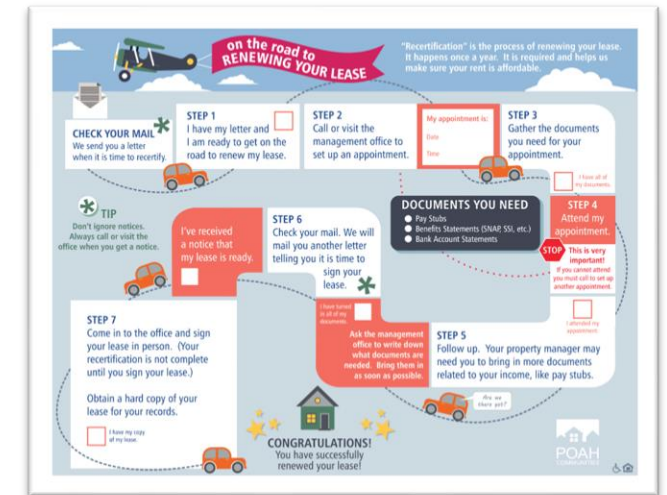 on the road to
RENEWING YOUR LEASE
"Recertification" is the process of renewing your lease.
It happens once a year. It is required and helps us
make sure your rent is affordable.
CHECK YOUR MAIL
We send you a letter
when it is time to recertify.
STEP 1
I have my letter and
I am ready to get on the
road to renew my lease.
STEP 2
Call or visit the
management office to
set up an appointment.
My appointment is:
Date
Time
STEP 3
Gather the documents
you need for your
appointment.
I have all of
my documents.
TIP
Don't ignore notices.
Always call or visit the
office when you get a notice.
DOCUMENTS YOU NEED
Pay Stubs
Benefits Statements (SNAP, SSI, etc.)
Bank Account Statements
STEP 4
Attend my
appointment.
STOP
This is very
important!
If you cannot attend
you must call to set up
another appointment.
I attended my
appointment.
STEP 5
Follow up. Your property manager may
need you to bring in more documents
related to your income, like pay stubs.
Are we
there yet?
I have turned
in all of my
documents.
Ask the management
office to write down
what documents are
needed. Bring them in
as soon as possible.
STEP 6
Check your mail. We will
mail you another letter
telling you it is time to
sign your
lease.
I've received
a notice that
my lease is ready.
STEP 7
Come in to the office and sign
your lease in person. (Your
recertification is not complete
until you sign your lease.)
Obtain a hard copy of your
lease for your records.
I have my copy
of my lease.
CONGRATULATIONS!
You have successfully
renewed your lease!
POAH
COMMUNITIES